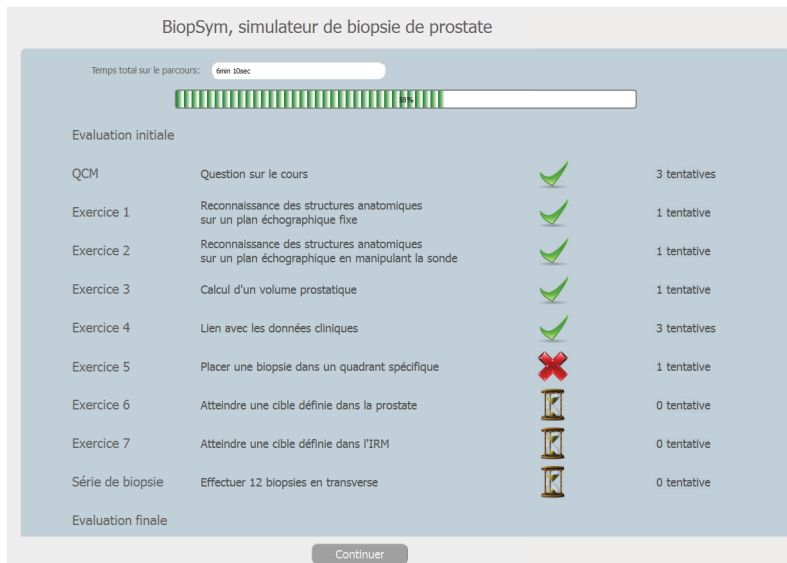 BiopSym, simulateur de biopsie de prostate
Temps total sur le parcours: 6min 10sec
58%
Evaluation initiale
QCM Question sur le cours 3 tentatives
Exercice 1 Reconnaissance des structures anatomiques
sur un plan échographique fixe 1 tentative
Exercice 2 Reconnaissance des structures anatomiques
sur un plan échographique en manipulant la sonde 1 tentative
Exercice 3 Calcul d'un volume prostatique 1 tentative
Exercice 4 Lien avec les données cliniques 3 tentatives
Exercice 5 Placer une biopsie dans un quadrant spécifique 1 tentative
Exercice 6 Atteindre une cible définie dans la prostate 0 tentative
Exercice 7 Atteindre une cible définie dans l'IRM 0 tentative
Série de biopsie Effectuer 12 biopsies en transverse 0 tentative
Evaluation finale
Continuer